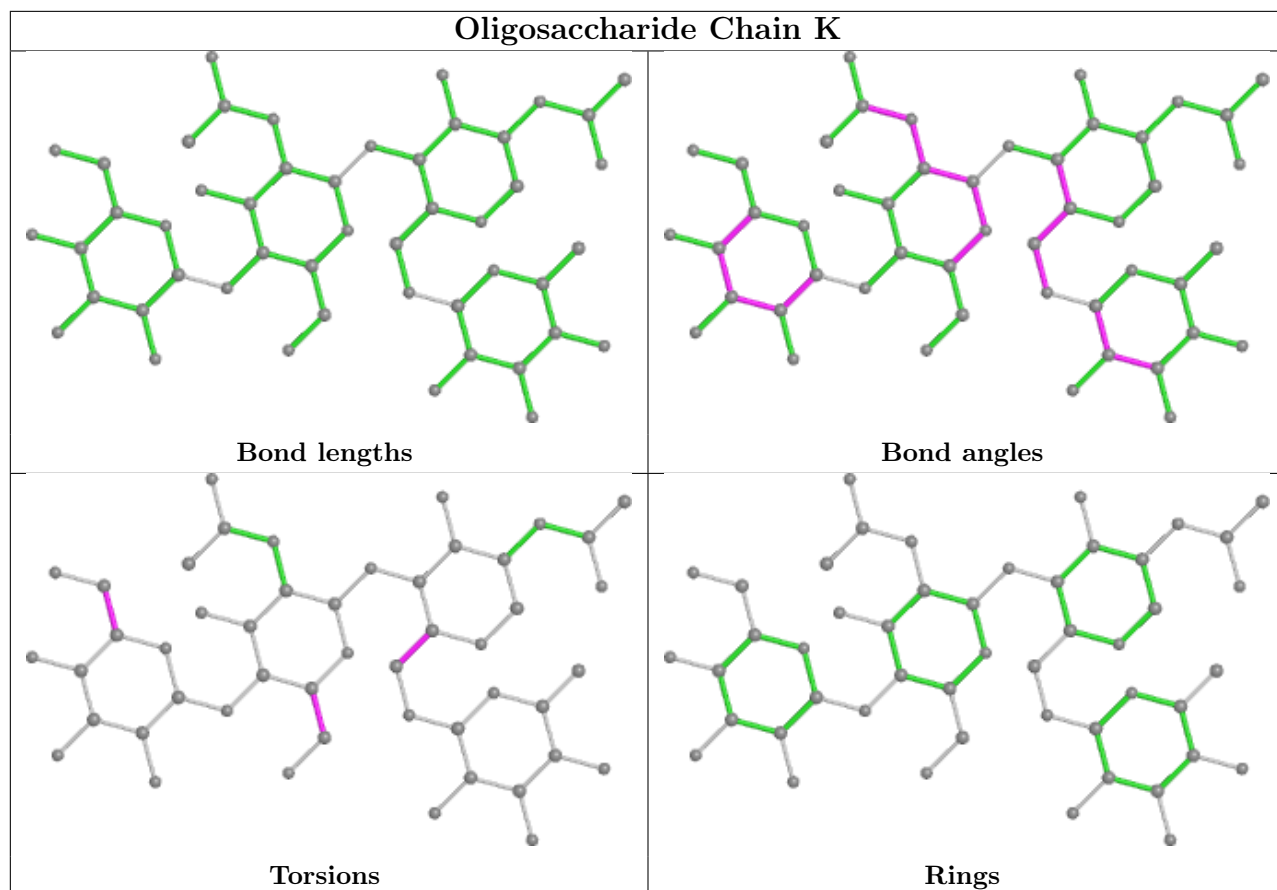 Oligosaccharide Chain K
Bond lengths
Bond angles
Torsions
Rings